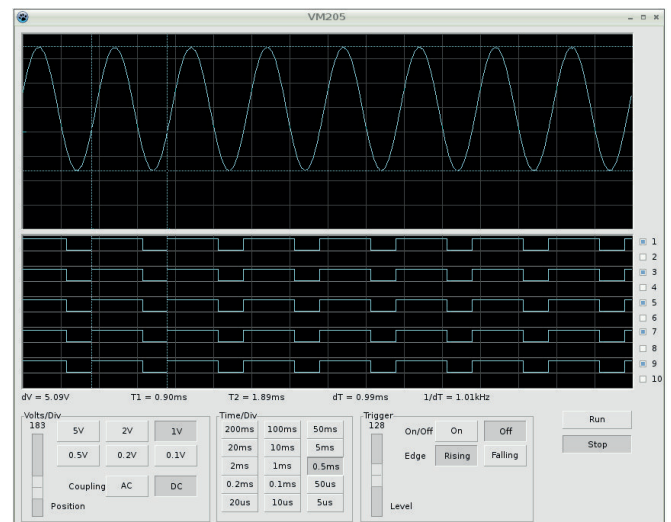 VM205
1
2
3
4
5
6
7
8
9
10
dV = 5.09V T1 = 0.90ms T2 = 1.89ms dT = 0.99ms 1/dT = 1.01kHz
Volts/Div
183
5V 2V 1V
0.5V 0.2V 0.1V
Coupling AC DC
Position
Time/Div
200ms 100ms 50ms
20ms 10ms 5ms
2ms 1ms 0.5ms
0.2ms 0.1ms 50us
20us 10us 5us
Trigger
128
On/Off On Off
Edge Rising Falling
Level
Run
Stop